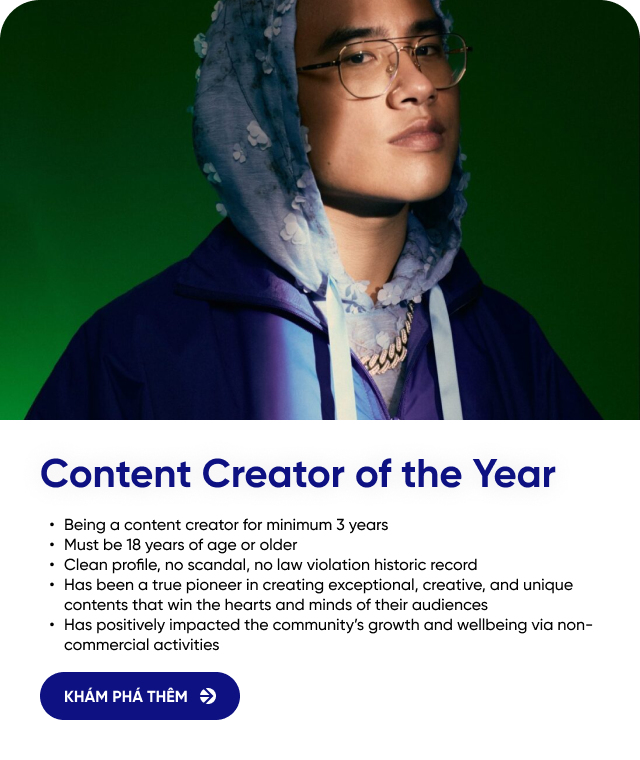 Content Creator of the Year
• Being a content creator for minimum 3 years
• Must be 18 years of age or older
• Clean profile, no scandal, no law violation historic record
• Has been a true pioneer in creating exceptional, creative, and unique
contents that win the hearts and minds of their audiences
• Has positively impacted the community’s growth and wellbeing via non-
commercial activities
KHÁM PHÁ THÊM